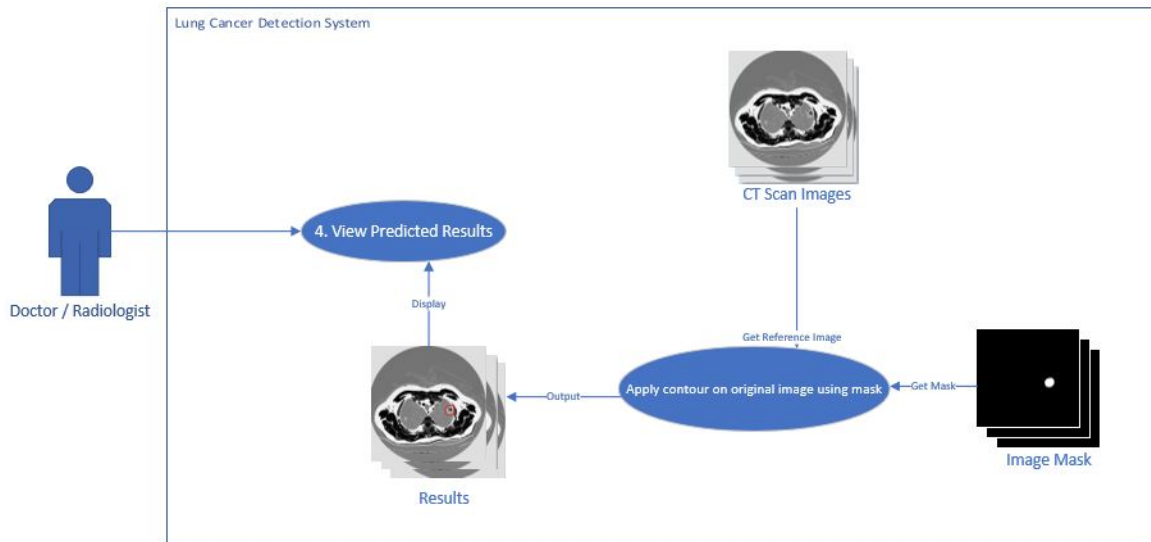 Lung Cancer Detection System
CT Scan Images
4. View Predicted Results
Doctor / Radiologist
Display
Get Reference Image
Apply contour on original image using mask
Get Mask
Output
Image Mask
Results